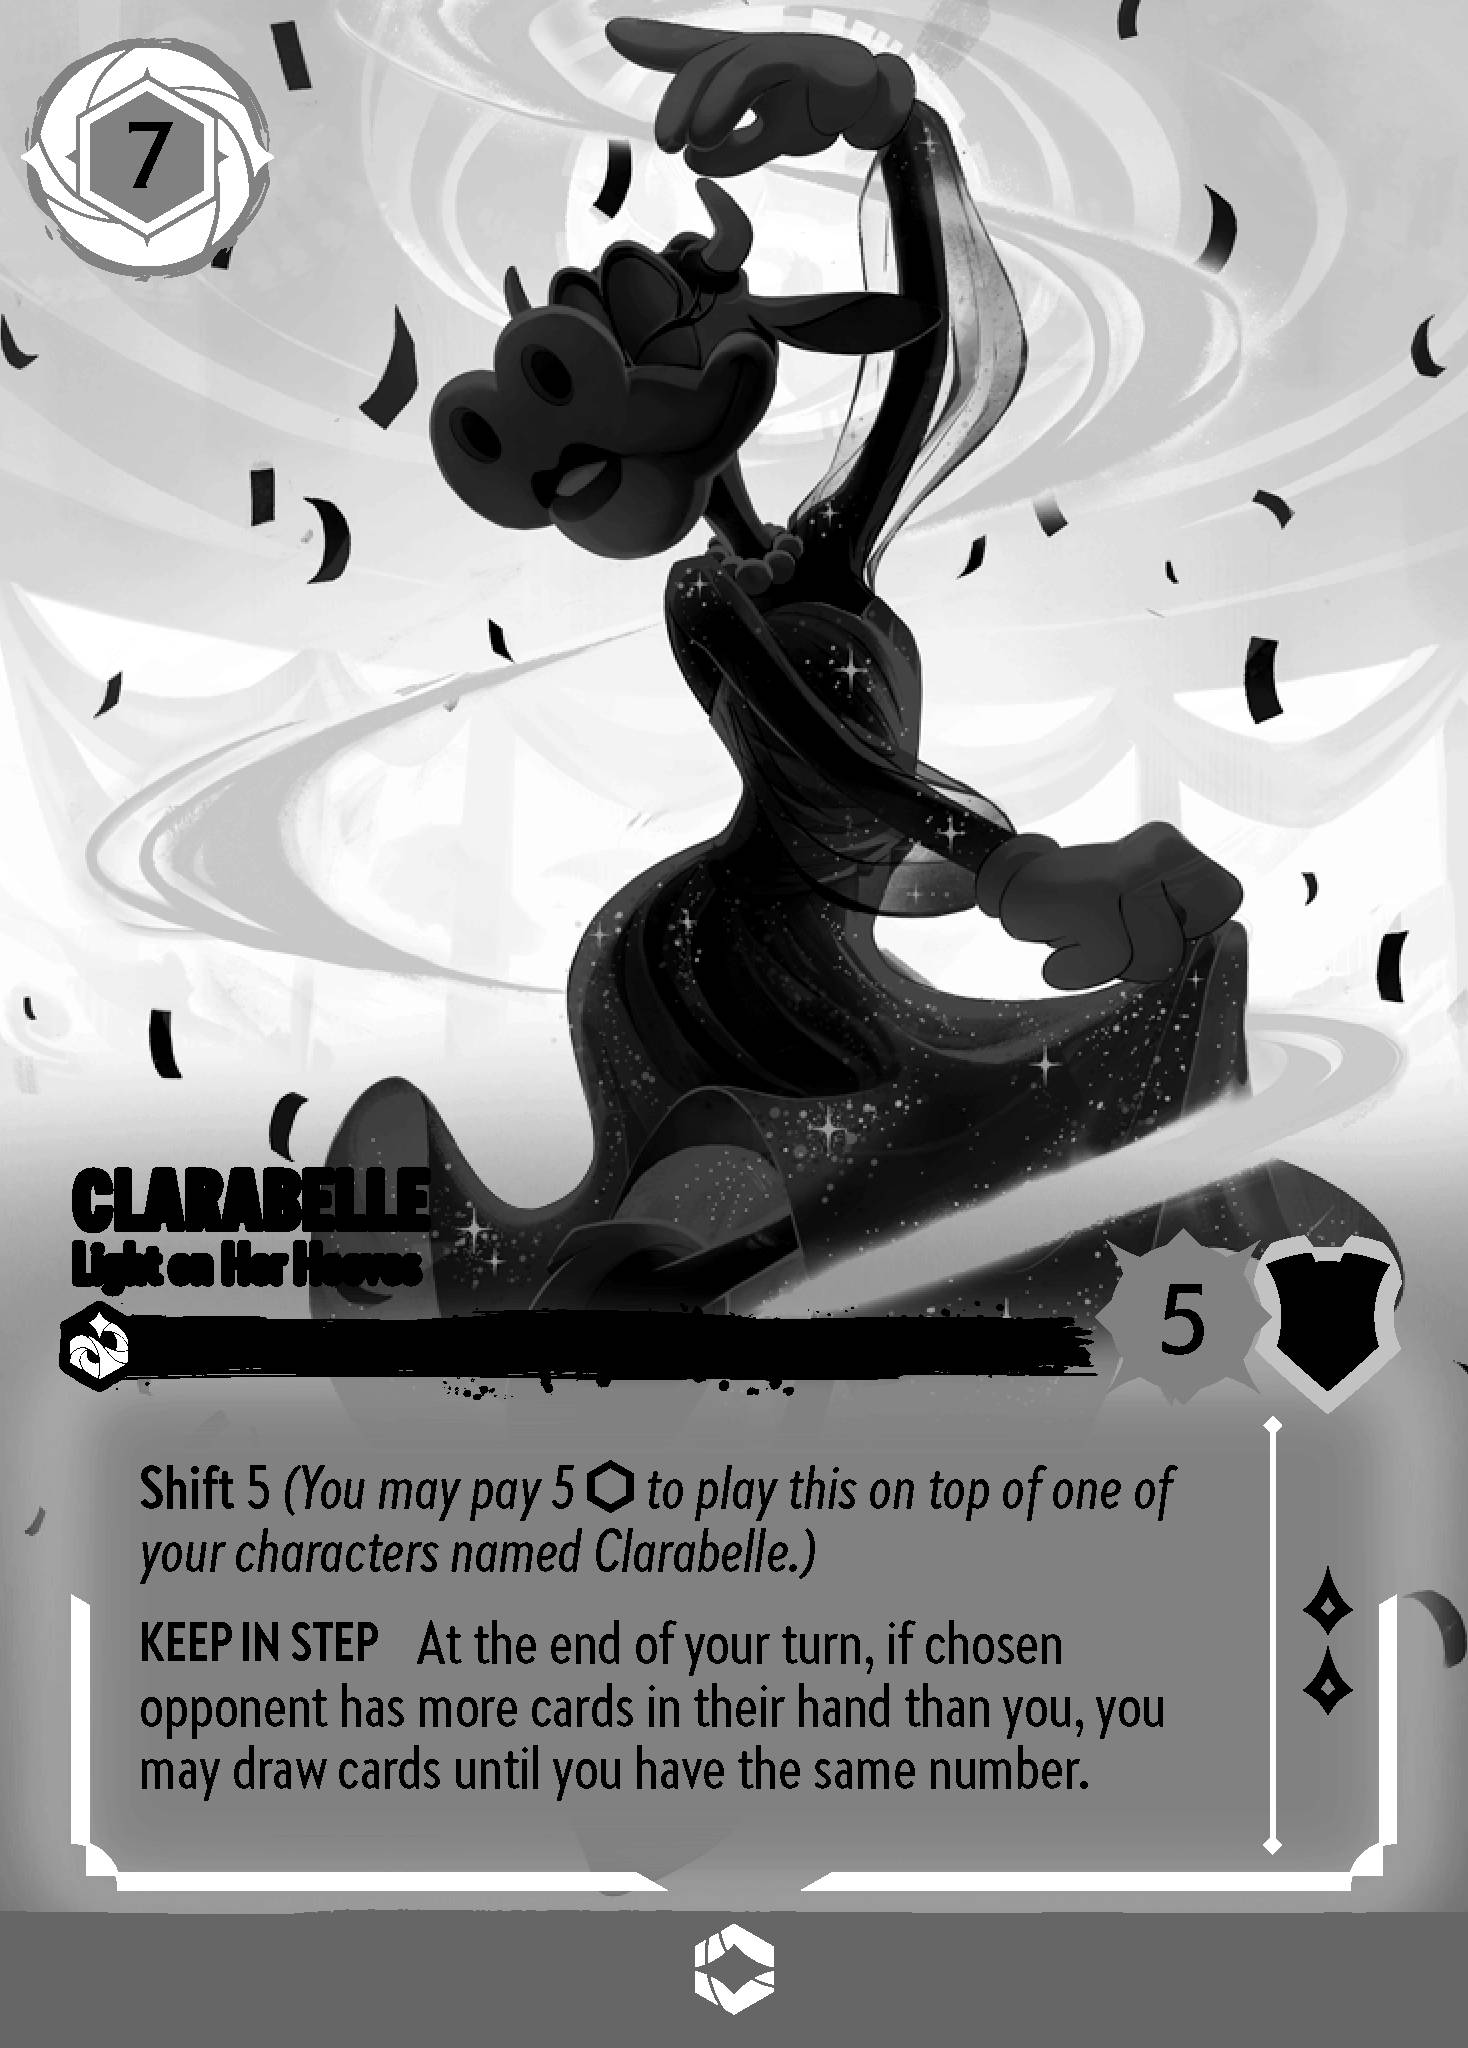 7
CLARABELLE
Light on Her Hooves
5
Shift 5 (You may pay 5 to play this on top of one of
your characters named Clarabelle.)
KEEP IN STEP At the end of your turn, if chosen
opponent has more cards in their hand than you, you
may draw cards until you have the same number.